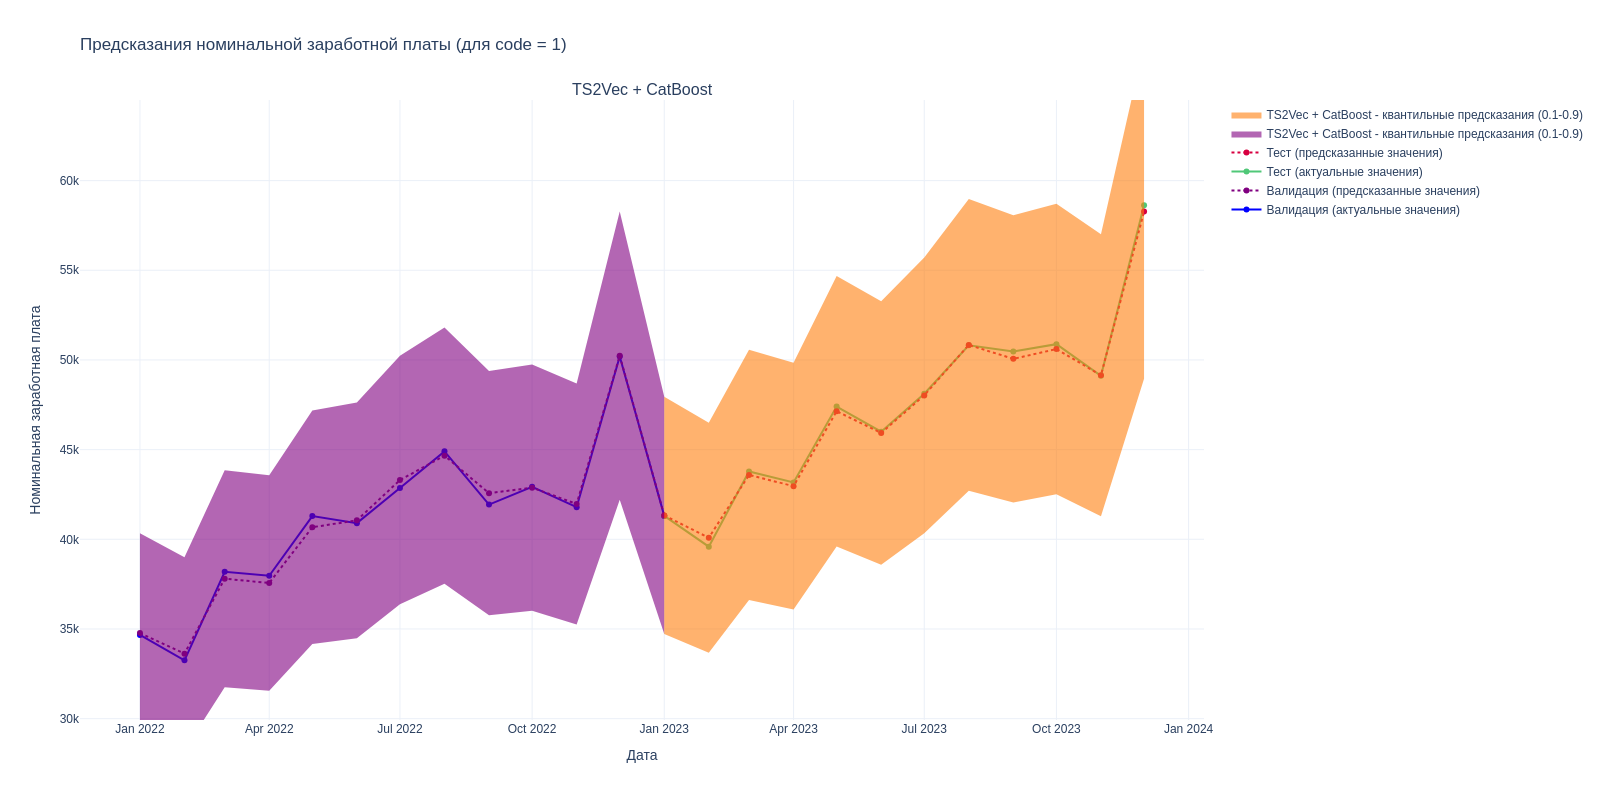 Предсказания номинальной заработной платы (для code = 1)
TS2Vec + CatBoost
TS2Vec + CatBoost - квантильные предсказания (0.1-0.9)
TS2Vec + CatBoost - квантильные предсказания (0.1-0.9)
Тест (предсказанные значения)
Тест (актуальные значения)
Валидация (предсказанные значения)
Валидация (актуальные значения)
Номинальная заработная плата
60k
55k
50k
45k
40k
35k
30k
Jan 2022
Apr 2022
Jul 2022
Oct 2022
Jan 2023
Apr 2023
Jul 2023
Oct 2023
Jan 2024
Дата